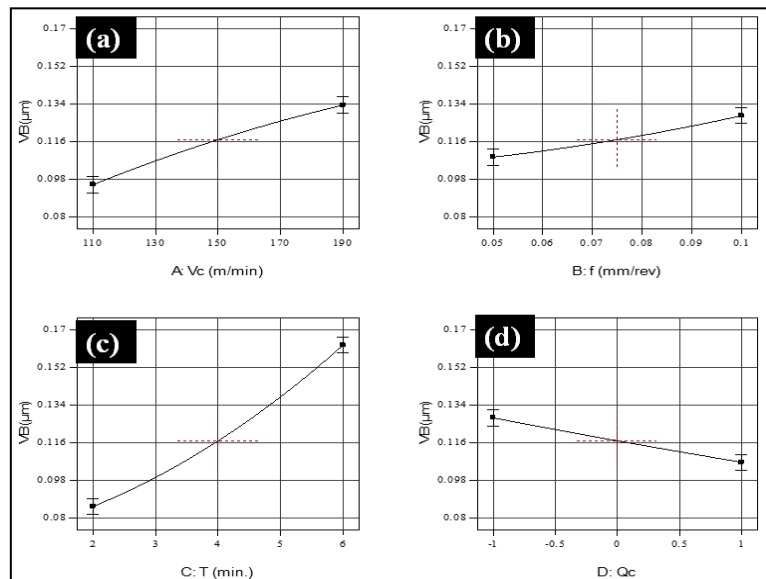 (a)
0.17
0.152
0.134
0.116
0.098
0.08
VB(µm)
110 130 150 170 190
A: Vc (m/min)
(b)
0.17
0.152
0.134
0.116
0.098
0.08
VB(µm)
0.05 0.06 0.07 0.08 0.09 0.1
B: f (mm/rev)
(c)
0.17
0.152
0.134
0.116
0.098
0.08
VB(µm)
2 3 4 5 6
C: T (min.)
(d)
0.17
0.152
0.134
0.116
0.098
0.08
VB(µm)
-1 -0.5 0 0.5 1
D: Qc